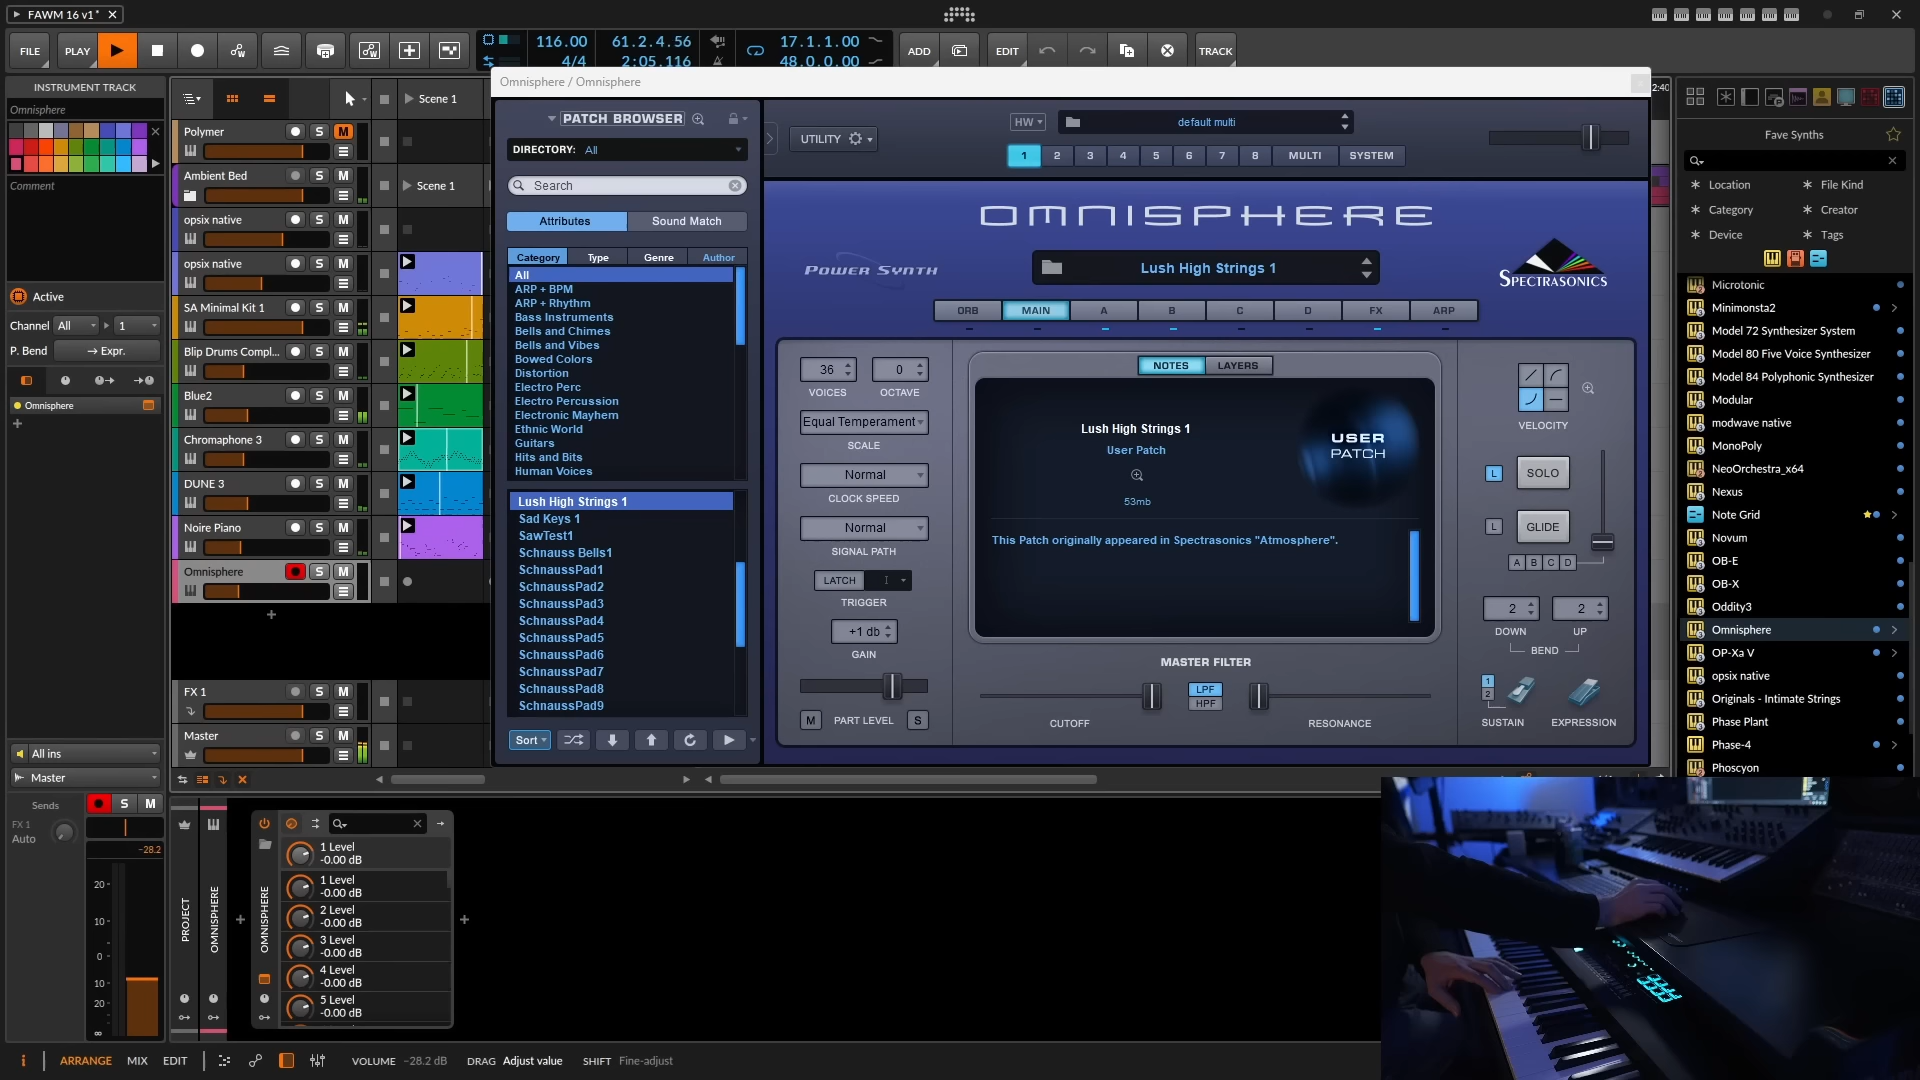 FAWM 16 v1*
FILE
PLAY
116.00
4/4
61.2.4.56
2:05.116
17.1.1.00
48.0.0.00
ADD
EDIT
TRACK
INSTRUMENT TRACK
Omnisphere
Comment
Active
Channel
All
1
P. Bend
→ Expr.
Omnisphere
All ins
Master
Sends
S
M
FX 1
Auto
-28.2
20
10
0
10
20
∞
Scene 1
Polymer
S
M
Ambient Bed
S
M
Scene 1
opsix native
S
M
opsix native
S
M
SA Minimal Kit 1
S
M
Blip Drums Compl...
S
M
Blue2
S
M
Chromaphone 3
S
M
DUNE 3
S
M
Noire Piano
S
M
Omnisphere
S
M
FX 1
S
M
Master
S
M
Omnisphere / Omnisphere
2:40
PATCH BROWSER
DIRECTORY: All
Search
Attributes
Sound Match
Category
Type
Genre
Author
All
ARP + BPM
ARP + Rhythm
Bass Instruments
Bells and Chimes
Bells and Vibes
Bowed Colors
Distortion
Electro Perc
Electro Percussion
Electronic Mayhem
Ethnic World
Guitars
Hits and Bits
Human Voices
Lush High Strings 1
Sad Keys 1
SawTest1
Schnauss Bells1
SchnaussPad1
SchnaussPad2
SchnaussPad3
SchnaussPad4
SchnaussPad5
SchnaussPad6
SchnaussPad7
SchnaussPad8
SchnaussPad9
Sort
UTILITY
HW
default multi
1
2
3
4
5
6
7
8
MULTI
SYSTEM
OMNISPHERE
POWER SYNTH
Lush High Strings 1
SPECTRASONICS
ORB
MAIN
A
B
C
D
FX
ARP
36
VOICES
0
OCTAVE
Equal Temperament
SCALE
Normal
CLOCK SPEED
Normal
SIGNAL PATH
LATCH
TRIGGER
+1 db
GAIN
M
PART LEVEL
S
NOTES
LAYERS
Lush High Strings 1
User Patch
53mb
USER
PATCH
This Patch originally appeared in Spectrasonics "Atmosphere".
MASTER FILTER
LPF
HPF
CUTOFF
RESONANCE
VELOCITY
L
SOLO
L
GLIDE
A
B
C
D
2
2
DOWN
UP
BEND
1
2
SUSTAIN
EXPRESSION
Fave Synths
Location
File Kind
Category
Creator
Device
Tags
Microtonic
Minimonsta2
Model 72 Synthesizer System
Model 80 Five Voice Synthesizer
Model 84 Polyphonic Synthesizer
Modular
modwave native
MonoPoly
NeoOrchestra_x64
Nexus
Note Grid
Novum
OB-E
OB-X
Oddity3
Omnisphere
OP-Xa V
opsix native
Originals - Intimate Strings
Phase Plant
Phase-4
Phoscyon
PROJECT
OMNISPHERE
OMNISPHERE
1 Level
-0.00 dB
1 Level
-0.00 dB
2 Level
-0.00 dB
3 Level
-0.00 dB
4 Level
-0.00 dB
5 Level
-0.00 dB
i
ARRANGE
MIX
EDIT
VOLUME -28.2 dB
DRAG Adjust value
SHIFT Fine-adjust